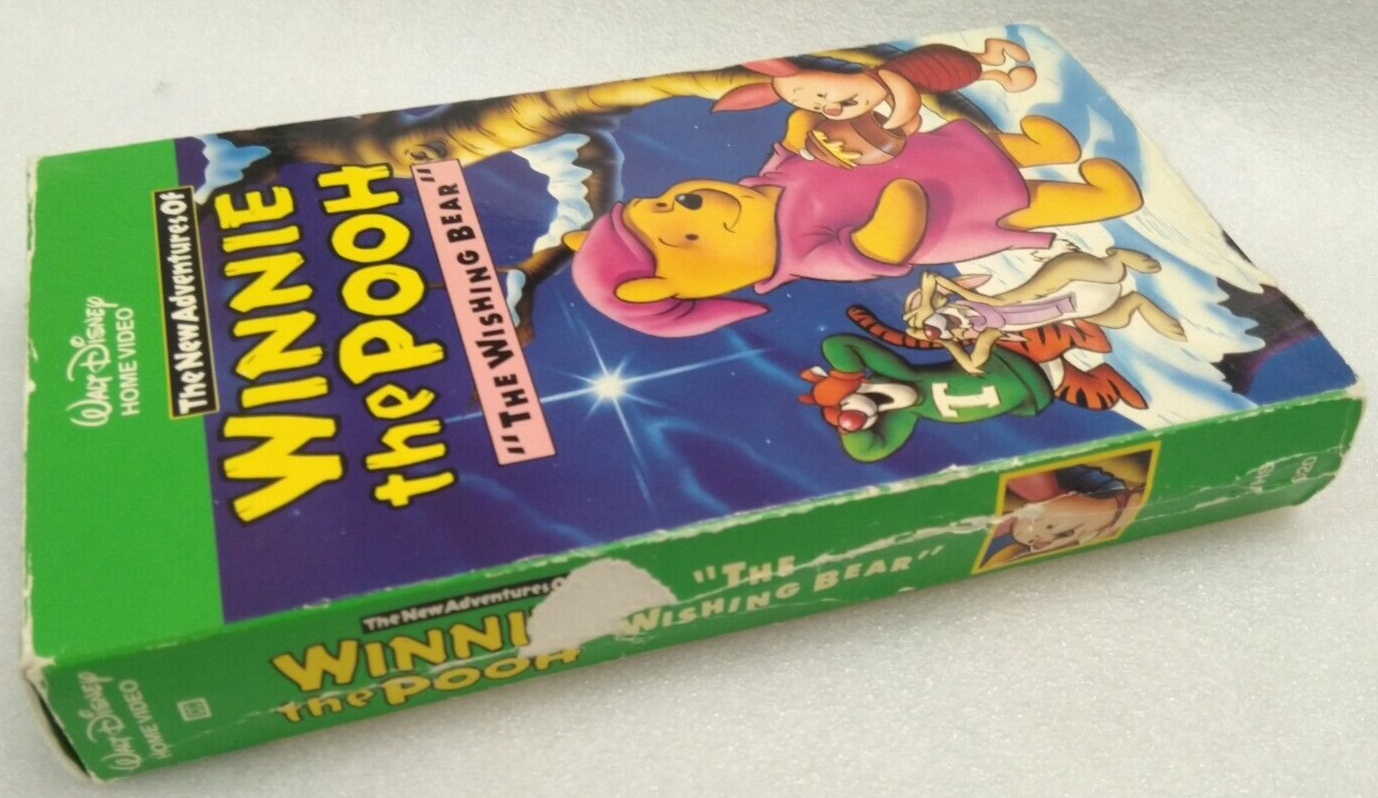 Walt Disney
HOME VIDEO
The New Adventures Of
WINNIE
the POOH
"THE WISHING BEAR"
I
Walt Disney
HOME VIDEO
The New Adventures
WINNI
the POOH
"THE
WISHING BEAR"